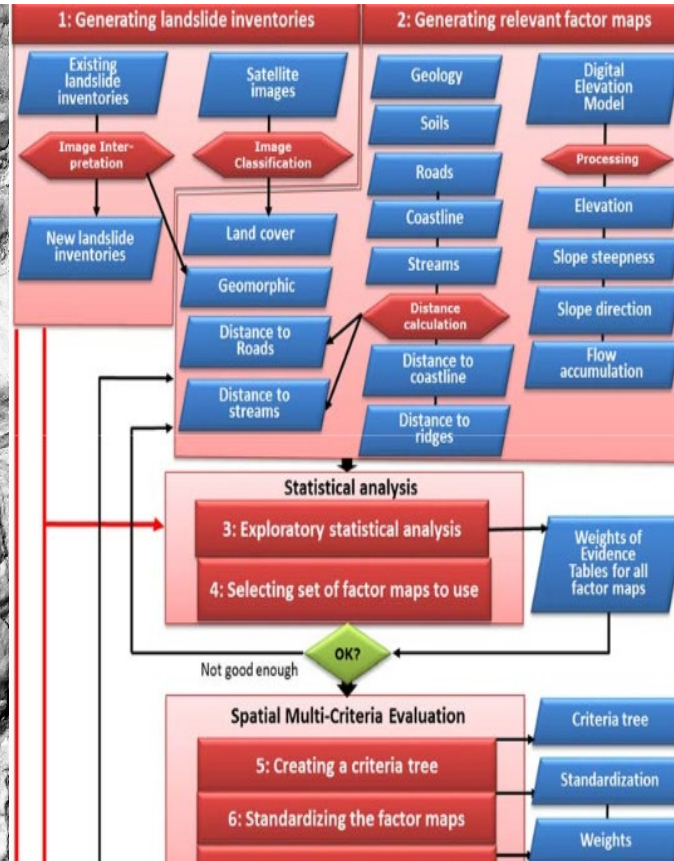 1: Generating landslide inventories
2: Generating relevant factor maps
Existing
landslide
inventories
Satellite
images
Image Inter-
pretation
Image
Classification
New landslide
inventories
Land cover
Geomorphic
Distance to
Roads
Distance to
streams
Geology
Soils
Roads
Coastline
Streams
Distance
calculation
Distance to
coastline
Distance to
ridges
Digital
Elevation
Model
Processing
Elevation
Slope steepness
Slope direction
Flow
accumulation
Statistical analysis
3: Exploratory statistical analysis
4: Selecting set of factor maps to use
Weights of
Evidence
Tables for all
factor maps
OK?
Not good enough
Spatial Multi-Criteria Evaluation
5: Creating a criteria tree
6: Standardizing the factor maps
Criteria tree
Standardization
Weights